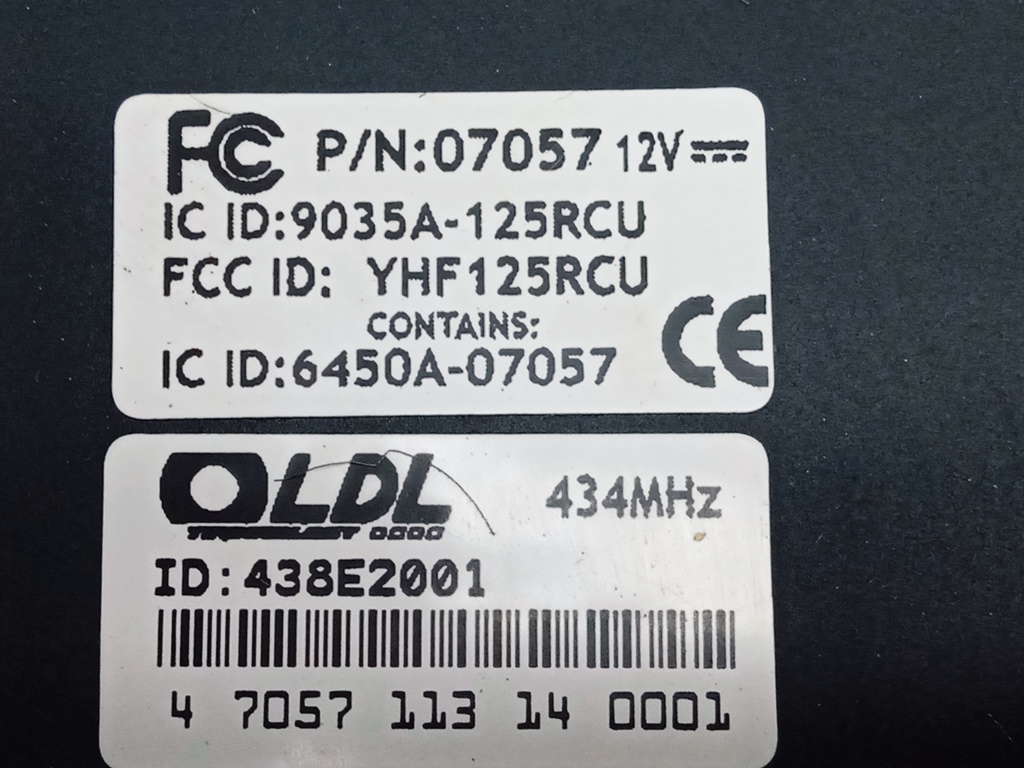 FC P/N:07057 12V
IC ID:9035A-125RCU
FCC ID: YHF125RCU
CONTAINS:
IC ID:6450A-07057
CE
LDL 434MHz
TECHNOLOGY
ID:438E2001
4 7057 113 14 0001